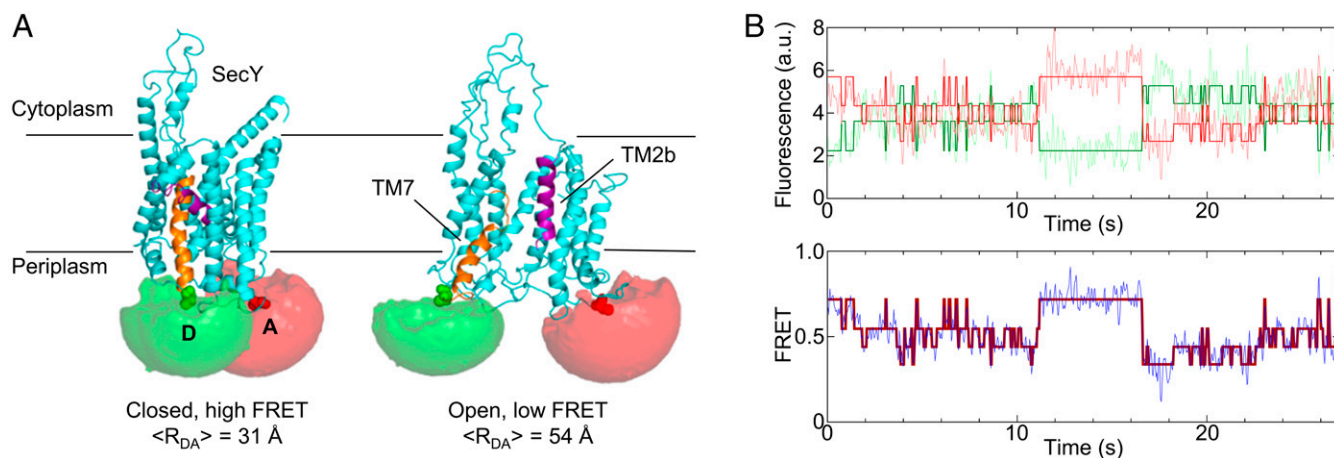 A
SecY
Cytoplasm
TM2b
TM7
Periplasm
D
A
Closed, high FRET
<R_DA> = 31 Å
Open, low FRET
<R_DA> = 54 Å
B
Fluorescence (a.u.)
8
6
4
2
0
0
10
20
Time (s)
FRET
1.0
0.5
0.0
0
10
20
Time (s)